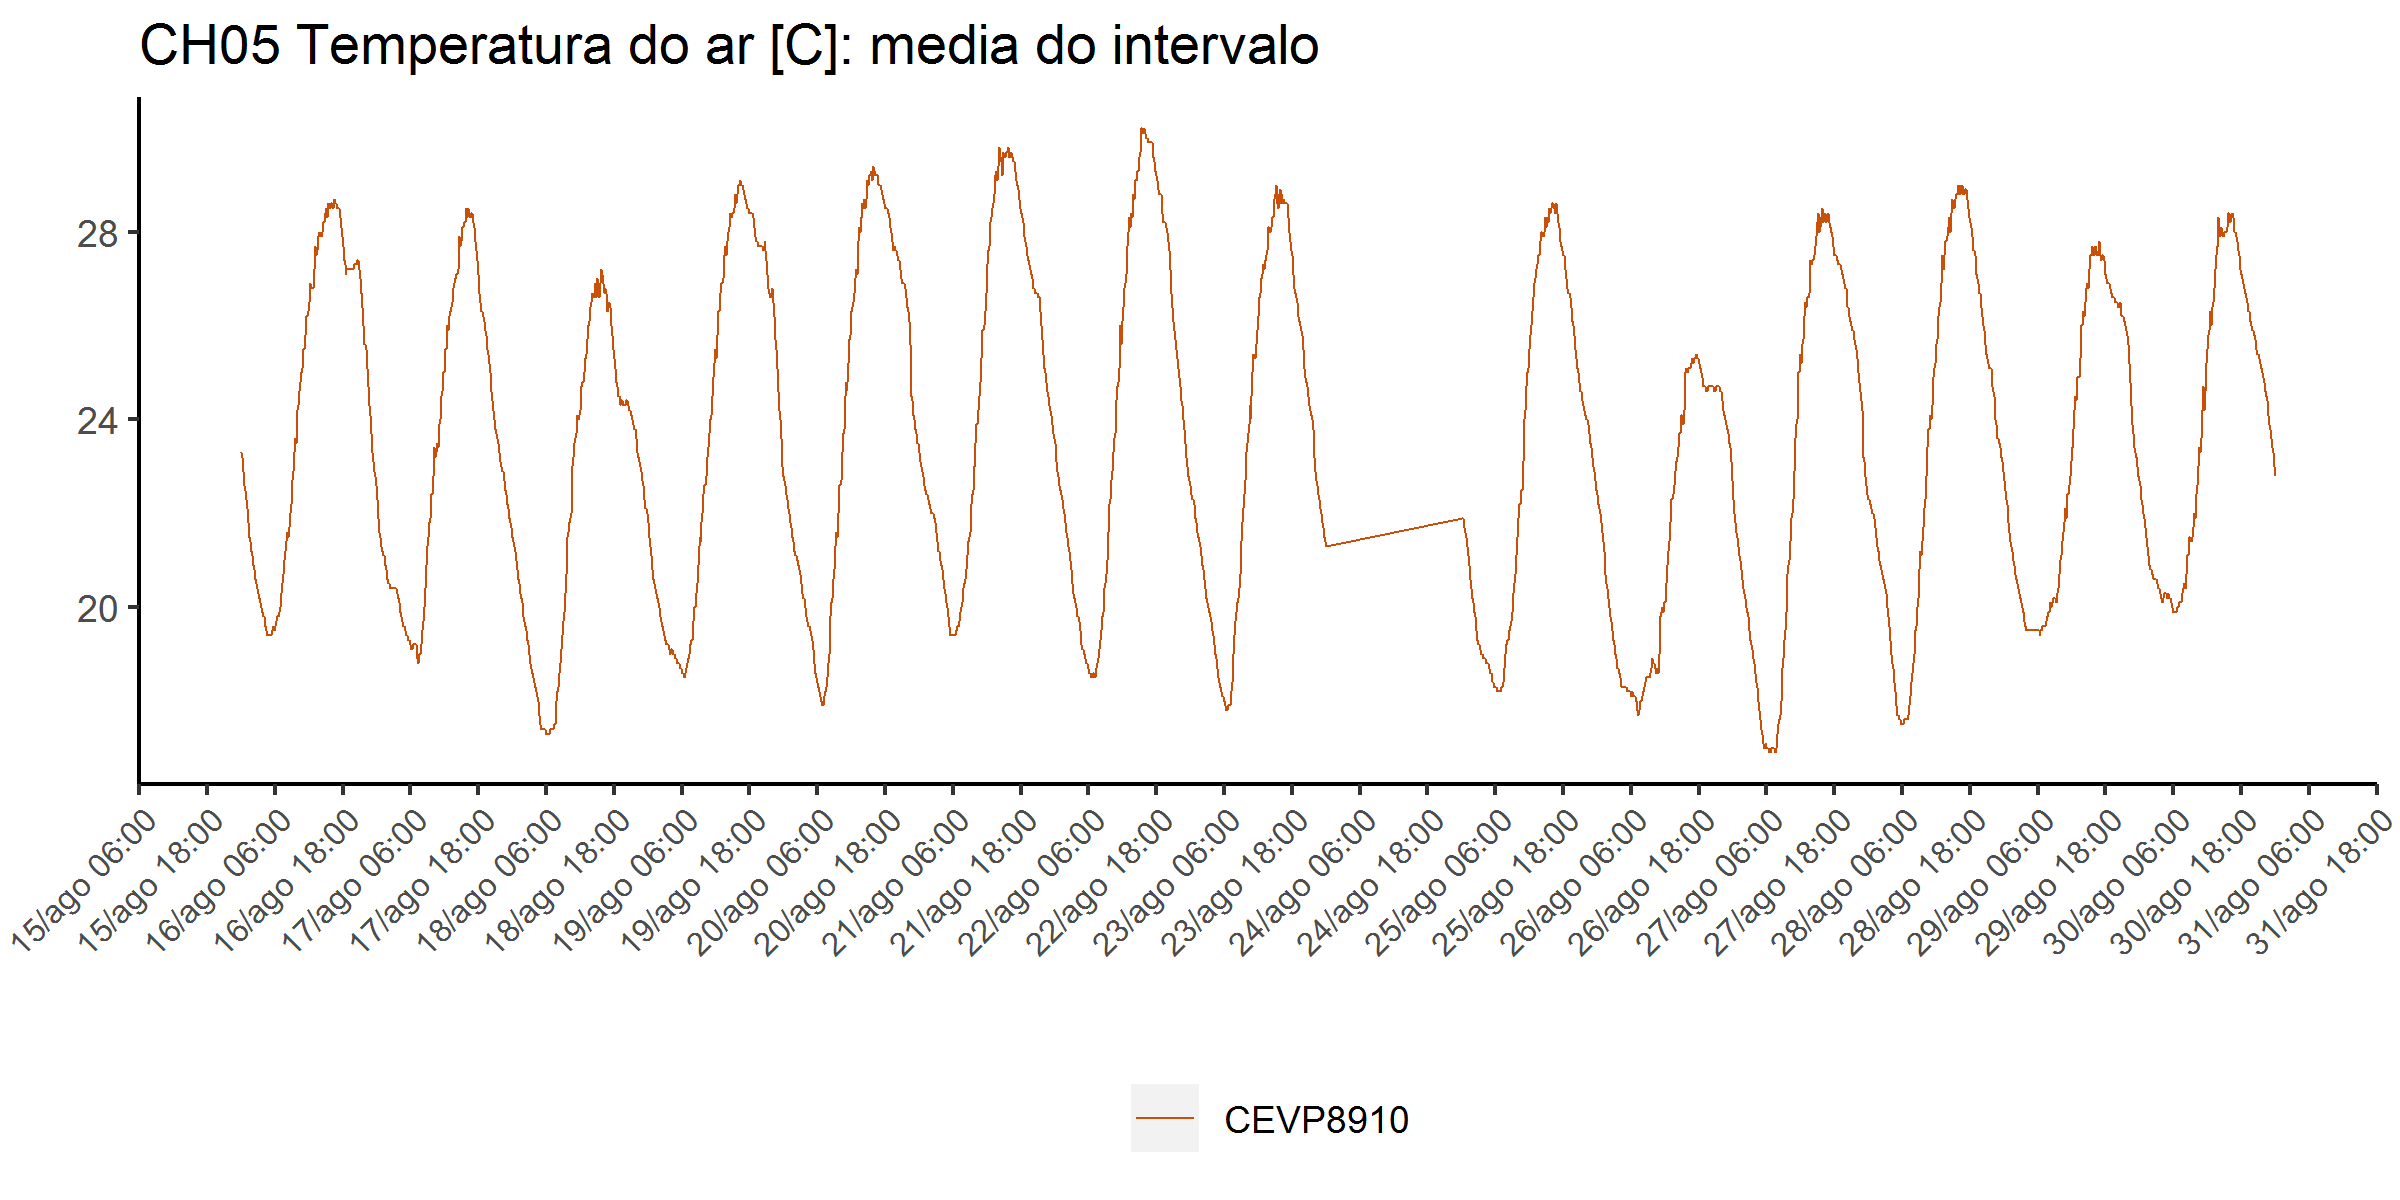 CH05 Temperatura do ar [C]: media do intervalo
28
24
20
15/ago 06:00
15/ago 18:00
16/ago 06:00
16/ago 18:00
17/ago 06:00
17/ago 18:00
18/ago 06:00
18/ago 18:00
19/ago 06:00
19/ago 18:00
20/ago 06:00
20/ago 18:00
21/ago 06:00
21/ago 18:00
22/ago 06:00
22/ago 18:00
23/ago 06:00
23/ago 18:00
24/ago 06:00
24/ago 18:00
25/ago 06:00
25/ago 18:00
26/ago 06:00
26/ago 18:00
27/ago 06:00
27/ago 18:00
28/ago 06:00
28/ago 18:00
29/ago 06:00
29/ago 18:00
30/ago 06:00
30/ago 18:00
31/ago 06:00
31/ago 18:00
CEVP8910